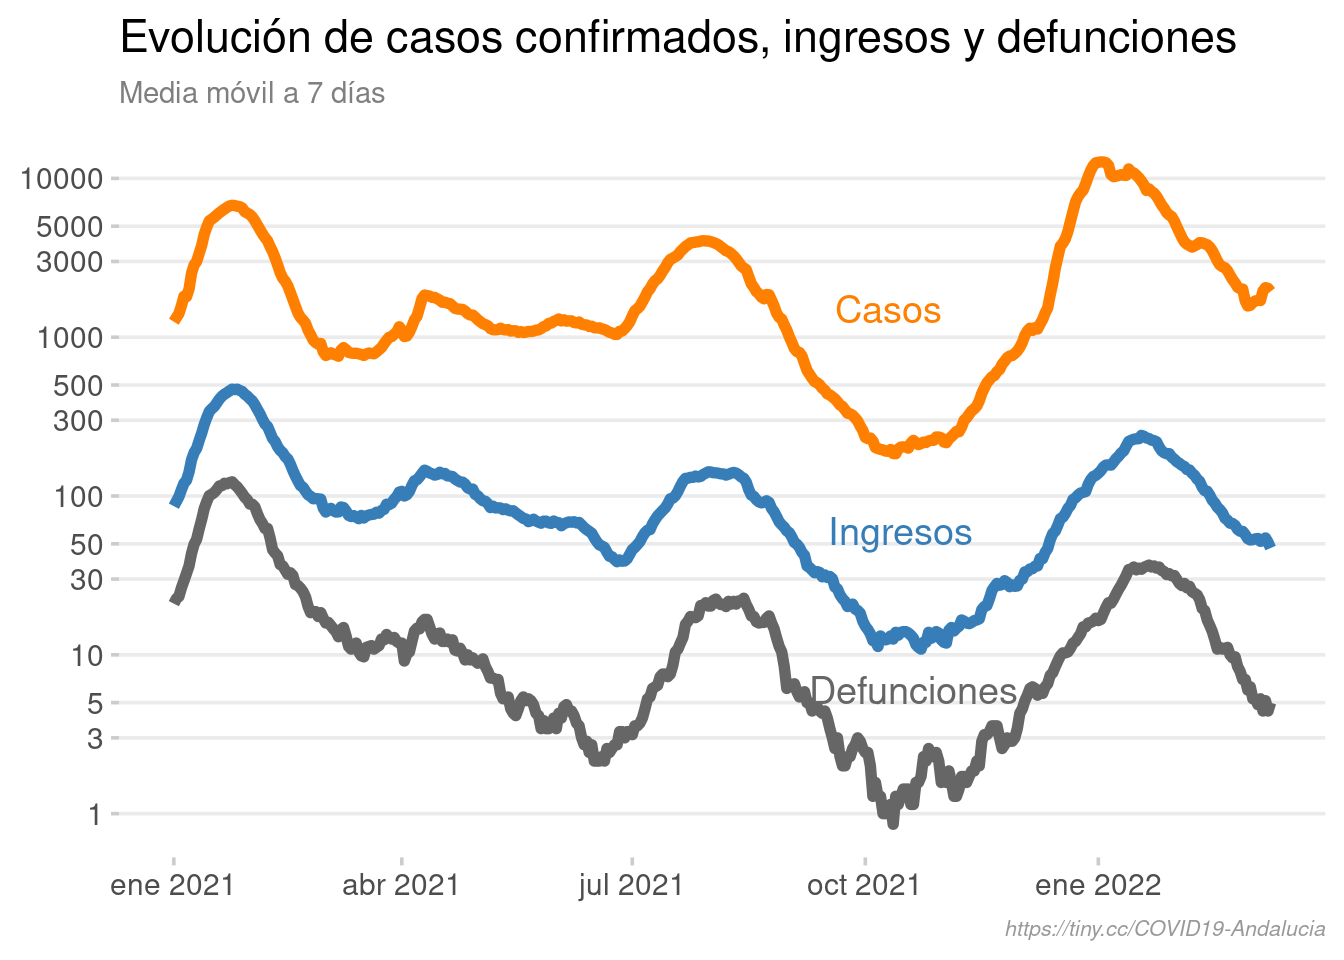 Evolución de casos confirmados, ingresos y defunciones
Media móvil a 7 días
10000
5000
3000
1000
500
300
100
50
30
10
5
3
1
Casos
Ingresos
Defunciones
ene 2021 abr 2021 jul 2021 oct 2021 ene 2022
https://tiny.cc/COVID19-Andalucia